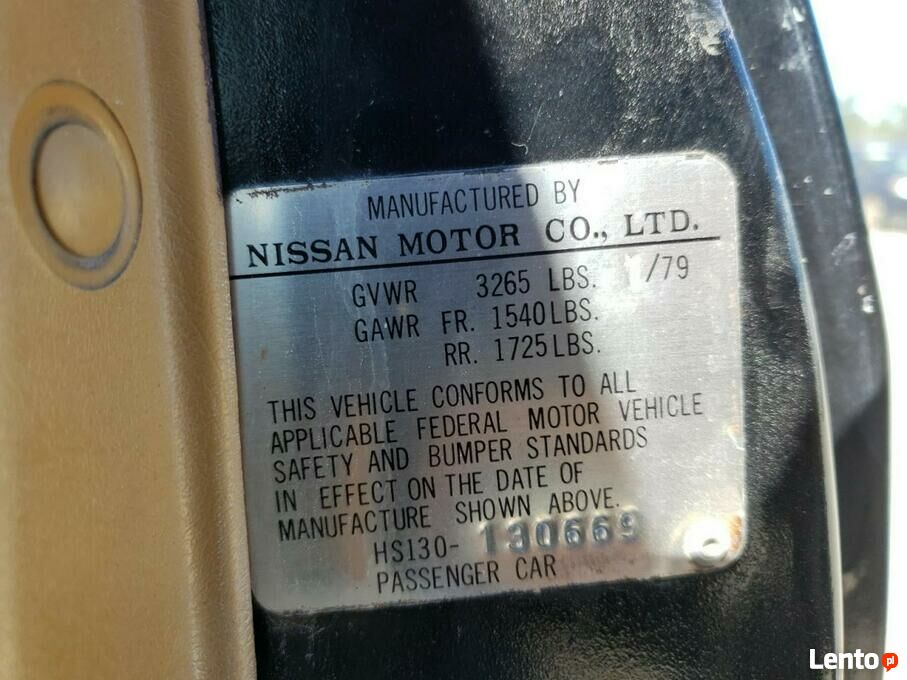 MANUFACTURED BY
NISSAN MOTOR CO., LTD.
GVWR 3265 LBS. /79
GAWR FR. 1540LBS.
RR. 1725LBS.
THIS VEHICLE CONFORMS TO ALL
APPLICABLE FEDERAL MOTOR VEHICLE
SAFETY AND BUMPER STANDARDS
IN EFFECT ON THE DATE OF
MANUFACTURE SHOWN ABOVE.
HS130-130669
PASSENGER CAR
Lento.pl